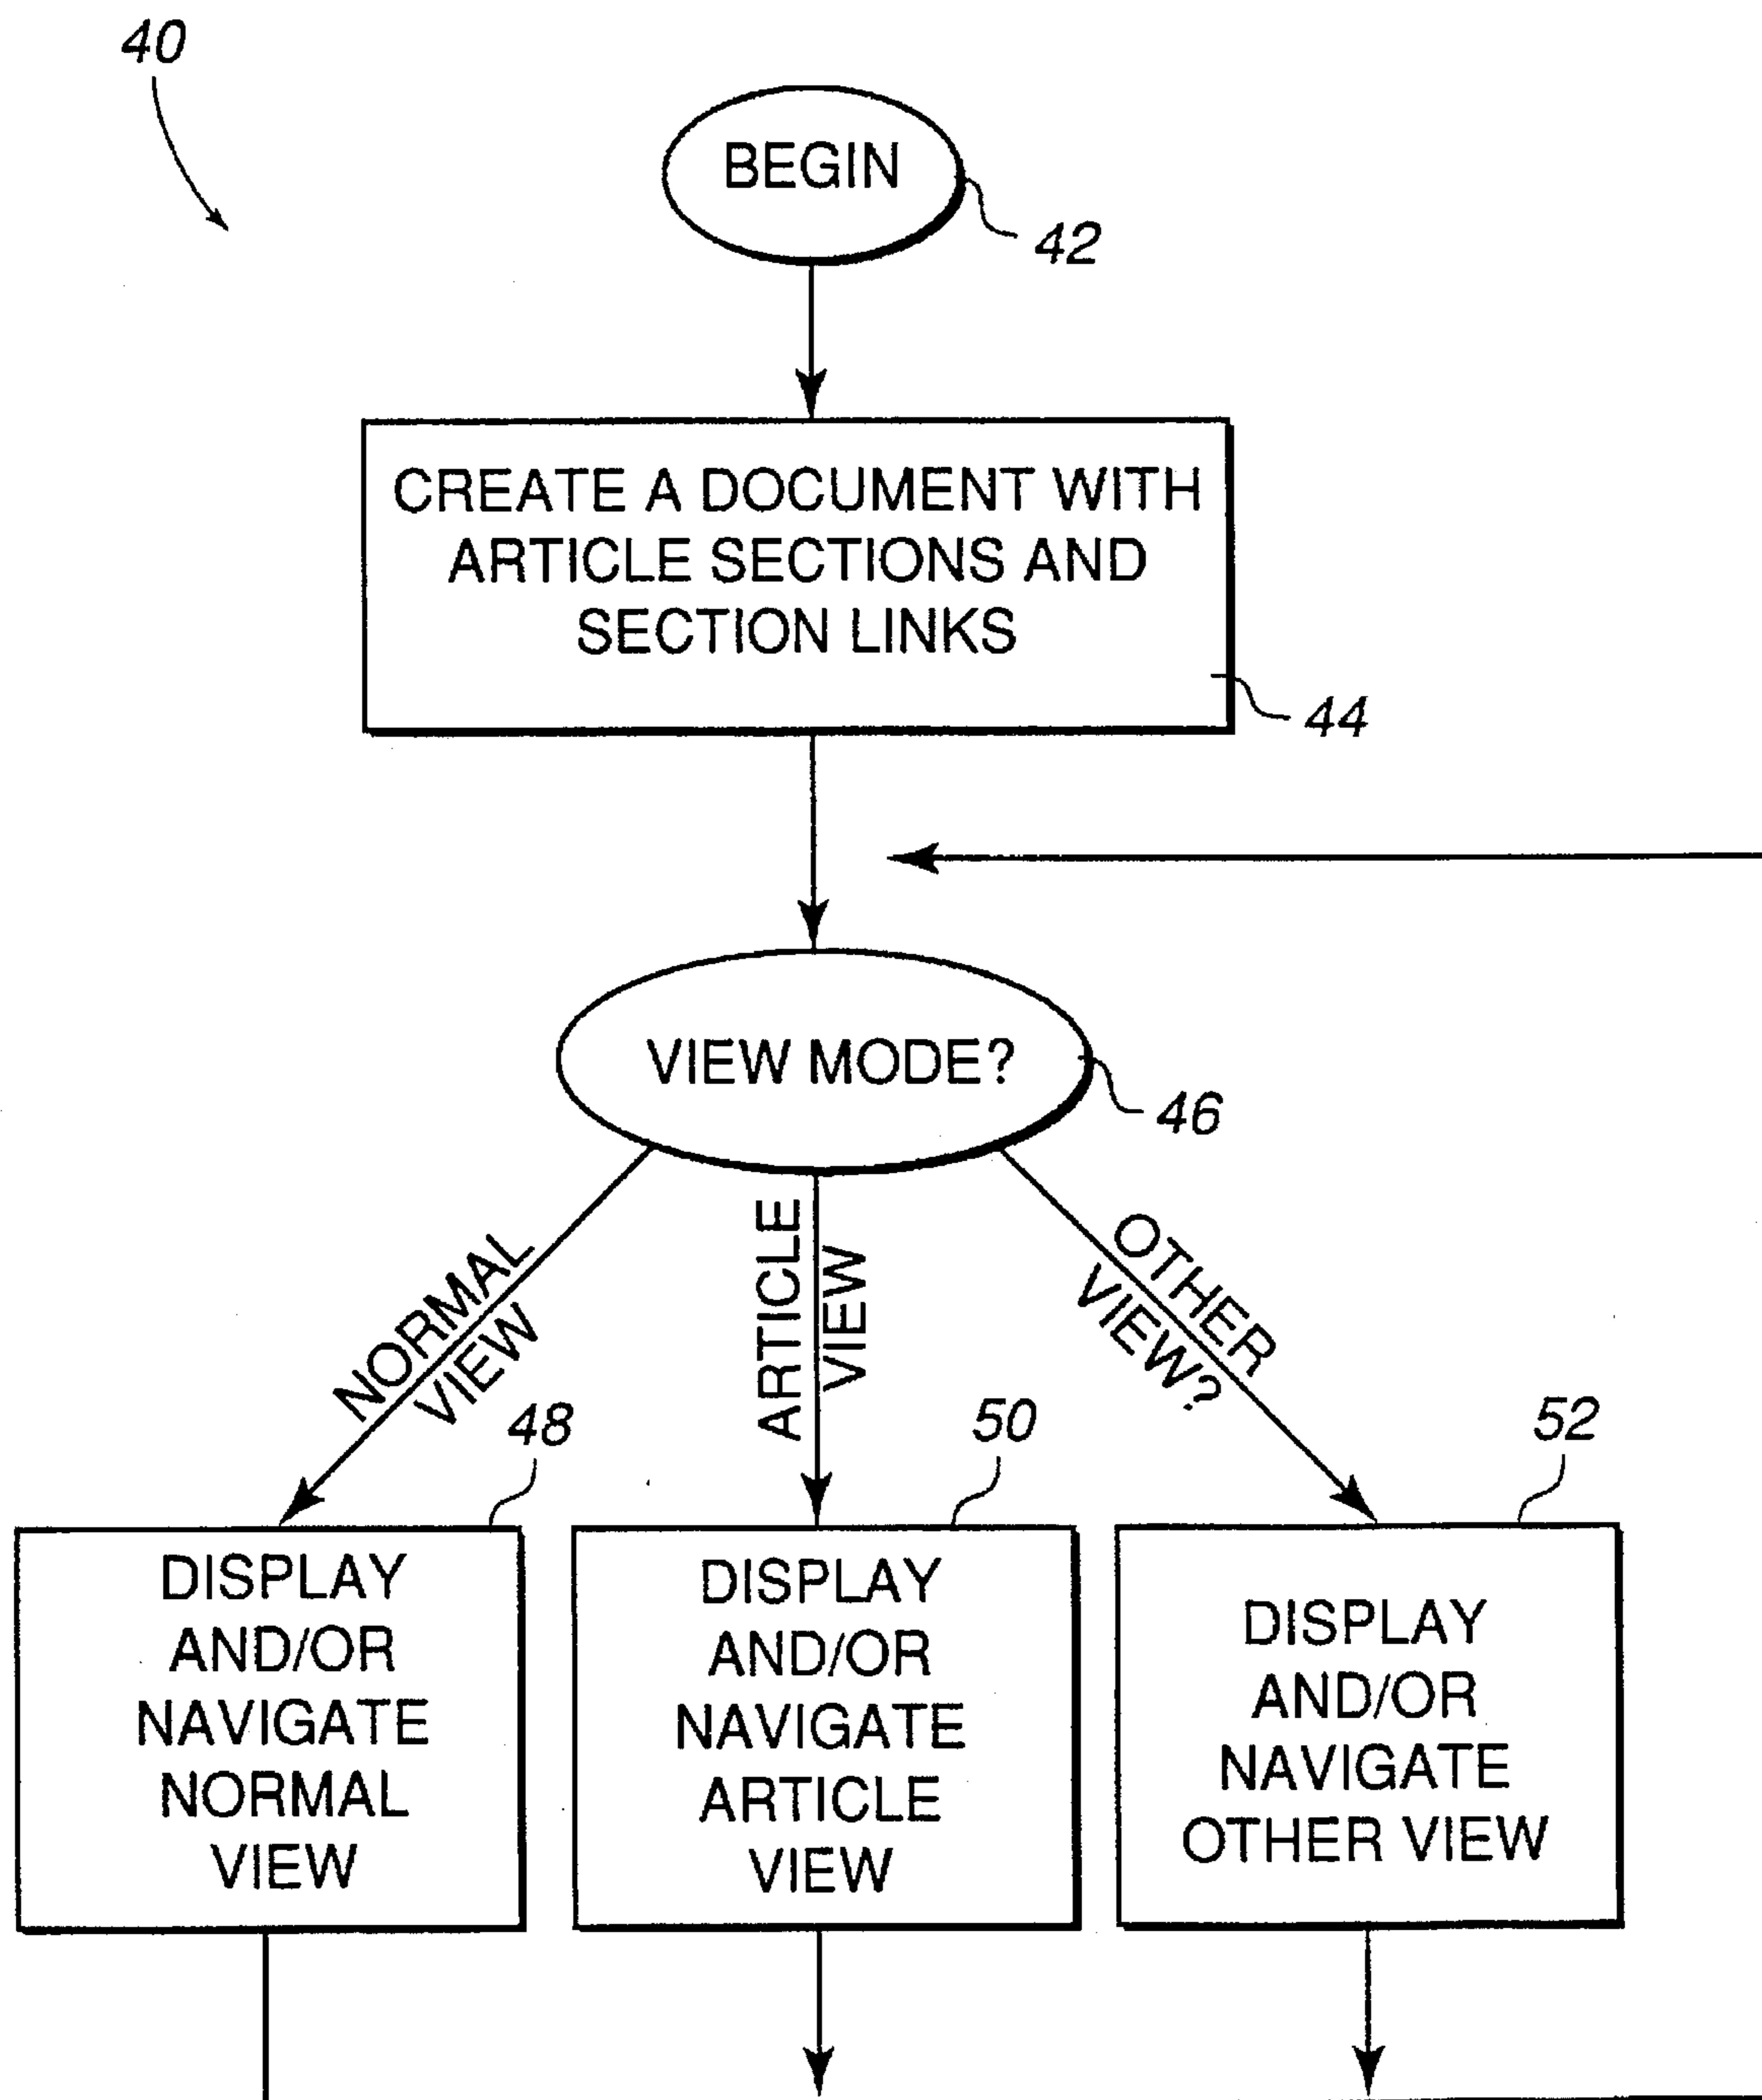 40
BEGIN
42
CREATE A DOCUMENT WITH
ARTICLE SECTIONS AND
SECTION LINKS
44
VIEW MODE?
46
NORMAL
VIEW
ARTICLE
VIEW
OTHER
VIEW?
48
DISPLAY
AND/OR
NAVIGATE
NORMAL
VIEW
50
DISPLAY
AND/OR
NAVIGATE
ARTICLE
VIEW
52
DISPLAY
AND/OR
NAVIGATE
OTHER VIEW